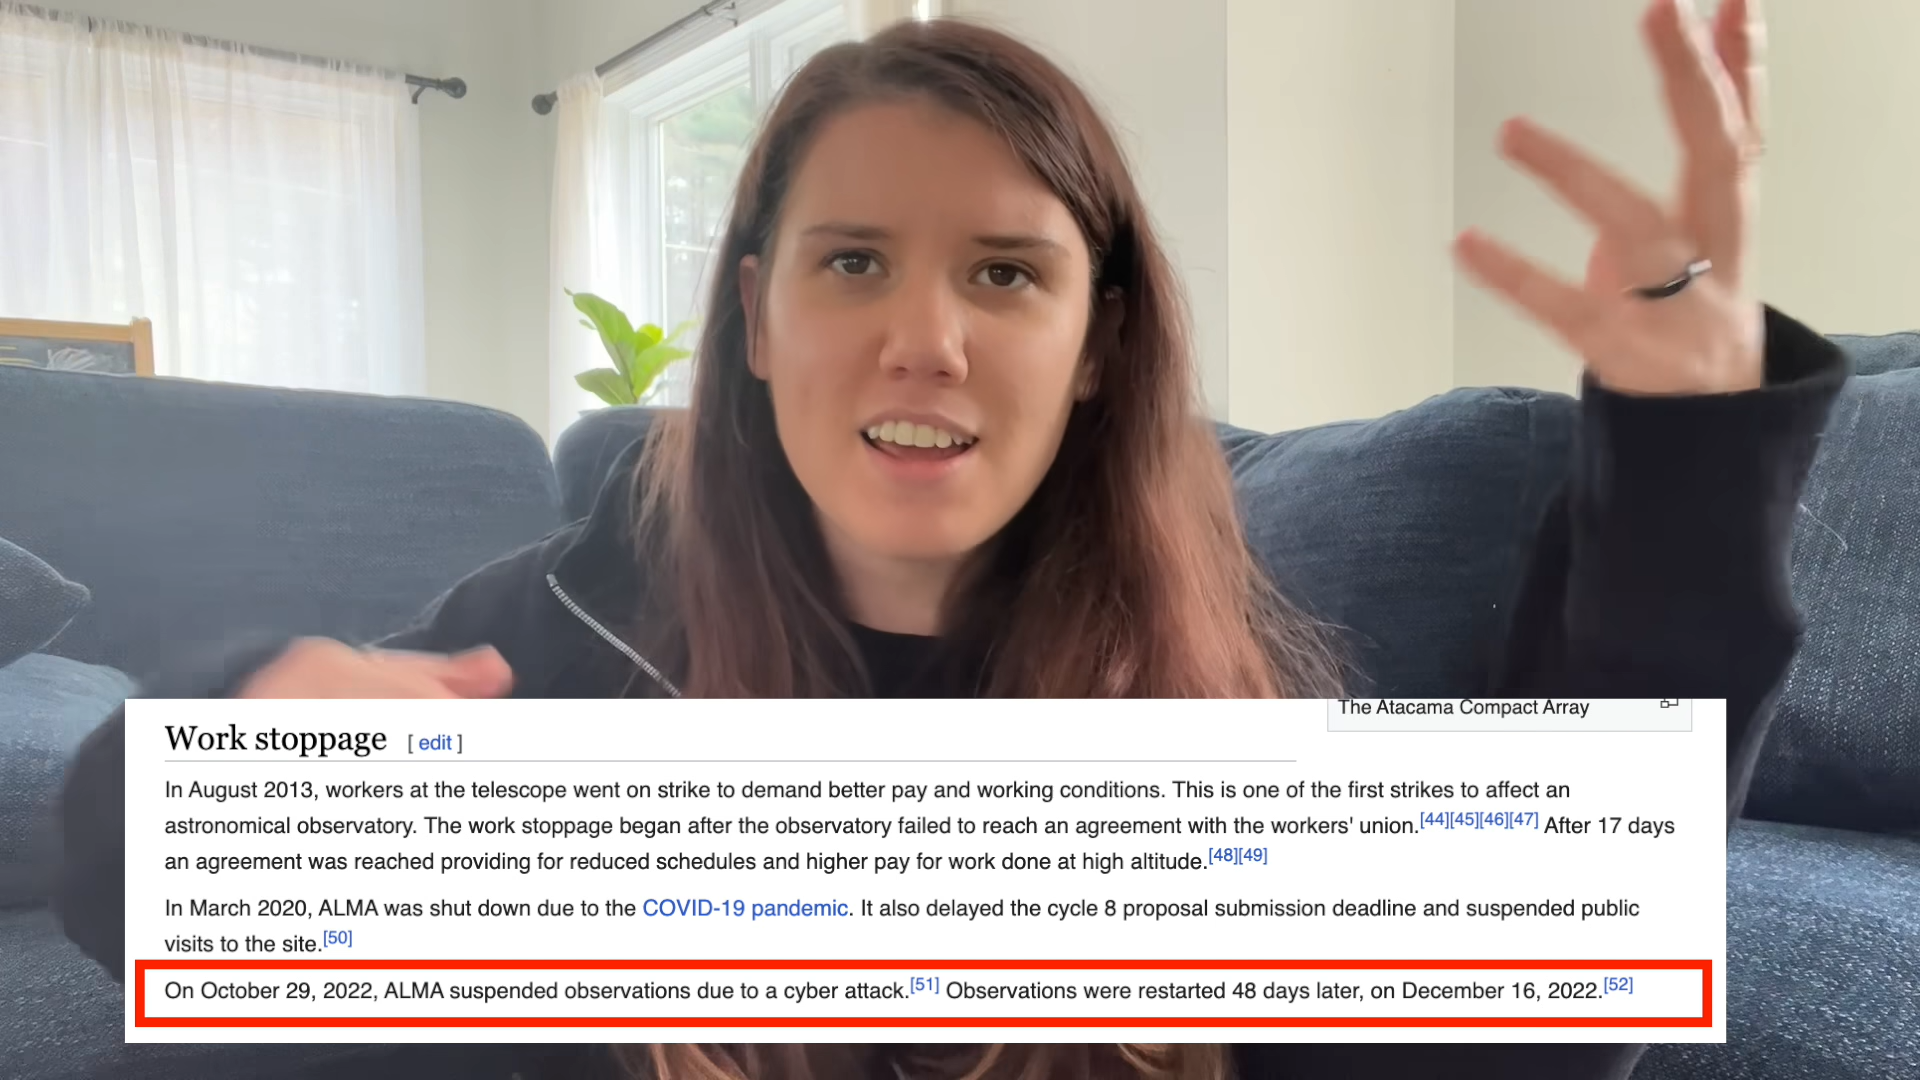 The Atacama Compact Array
Work stoppage [ edit ]
In August 2013, workers at the telescope went on strike to demand better pay and working conditions. This is one of the first strikes to affect an
astronomical observatory. The work stoppage began after the observatory failed to reach an agreement with the workers' union.[44][45][46][47] After 17 days
an agreement was reached providing for reduced schedules and higher pay for work done at high altitude.[48][49]
In March 2020, ALMA was shut down due to the COVID-19 pandemic. It also delayed the cycle 8 proposal submission deadline and suspended public
visits to the site.[50]
On October 29, 2022, ALMA suspended observations due to a cyber attack.[51] Observations were restarted 48 days later, on December 16, 2022.[52]